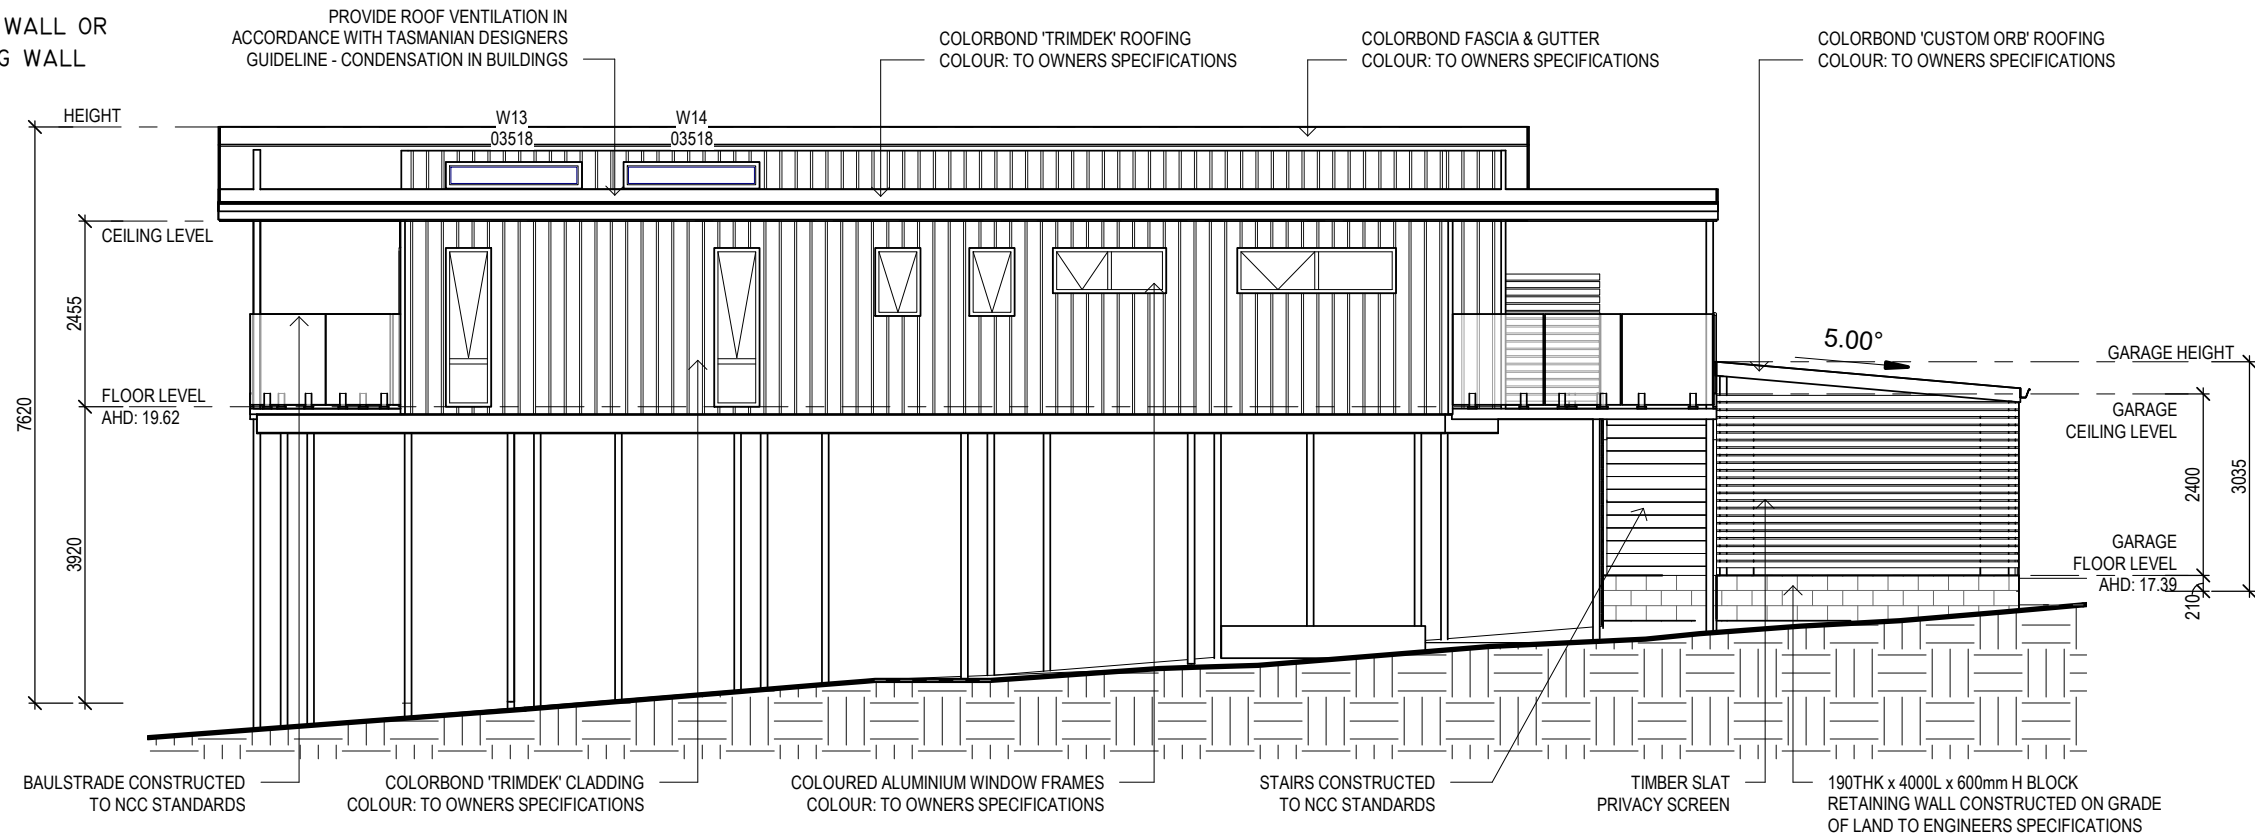 WALL OR
G WALL
PROVIDE ROOF VENTILATION IN
ACCORDANCE WITH TASMANIAN DESIGNERS
GUIDELINE - CONDENSATION IN BUILDINGS
COLORBOND 'TRIMDEK' ROOFING
COLOUR: TO OWNERS SPECIFICATIONS
COLORBOND FASCIA & GUTTER
COLOUR: TO OWNERS SPECIFICATIONS
COLORBOND 'CUSTOM ORB' ROOFING
COLOUR: TO OWNERS SPECIFICATIONS
HEIGHT
W13
03518
W14
03518
CEILING LEVEL
2455
FLOOR LEVEL
AHD: 19.62
7620
3920
5.00°
GARAGE HEIGHT
GARAGE
CEILING LEVEL
2400
3035
GARAGE
FLOOR LEVEL
AHD: 17.39
210
BAULSTRADE CONSTRUCTED
TO NCC STANDARDS
COLORBOND 'TRIMDEK' CLADDING
COLOUR: TO OWNERS SPECIFICATIONS
COLOURED ALUMINIUM WINDOW FRAMES
COLOUR: TO OWNERS SPECIFICATIONS
STAIRS CONSTRUCTED
TO NCC STANDARDS
TIMBER SLAT
PRIVACY SCREEN
190THK x 4000L x 600mm H BLOCK
RETAINING WALL CONSTRUCTED ON GRADE
OF LAND TO ENGINEERS SPECIFICATIONS